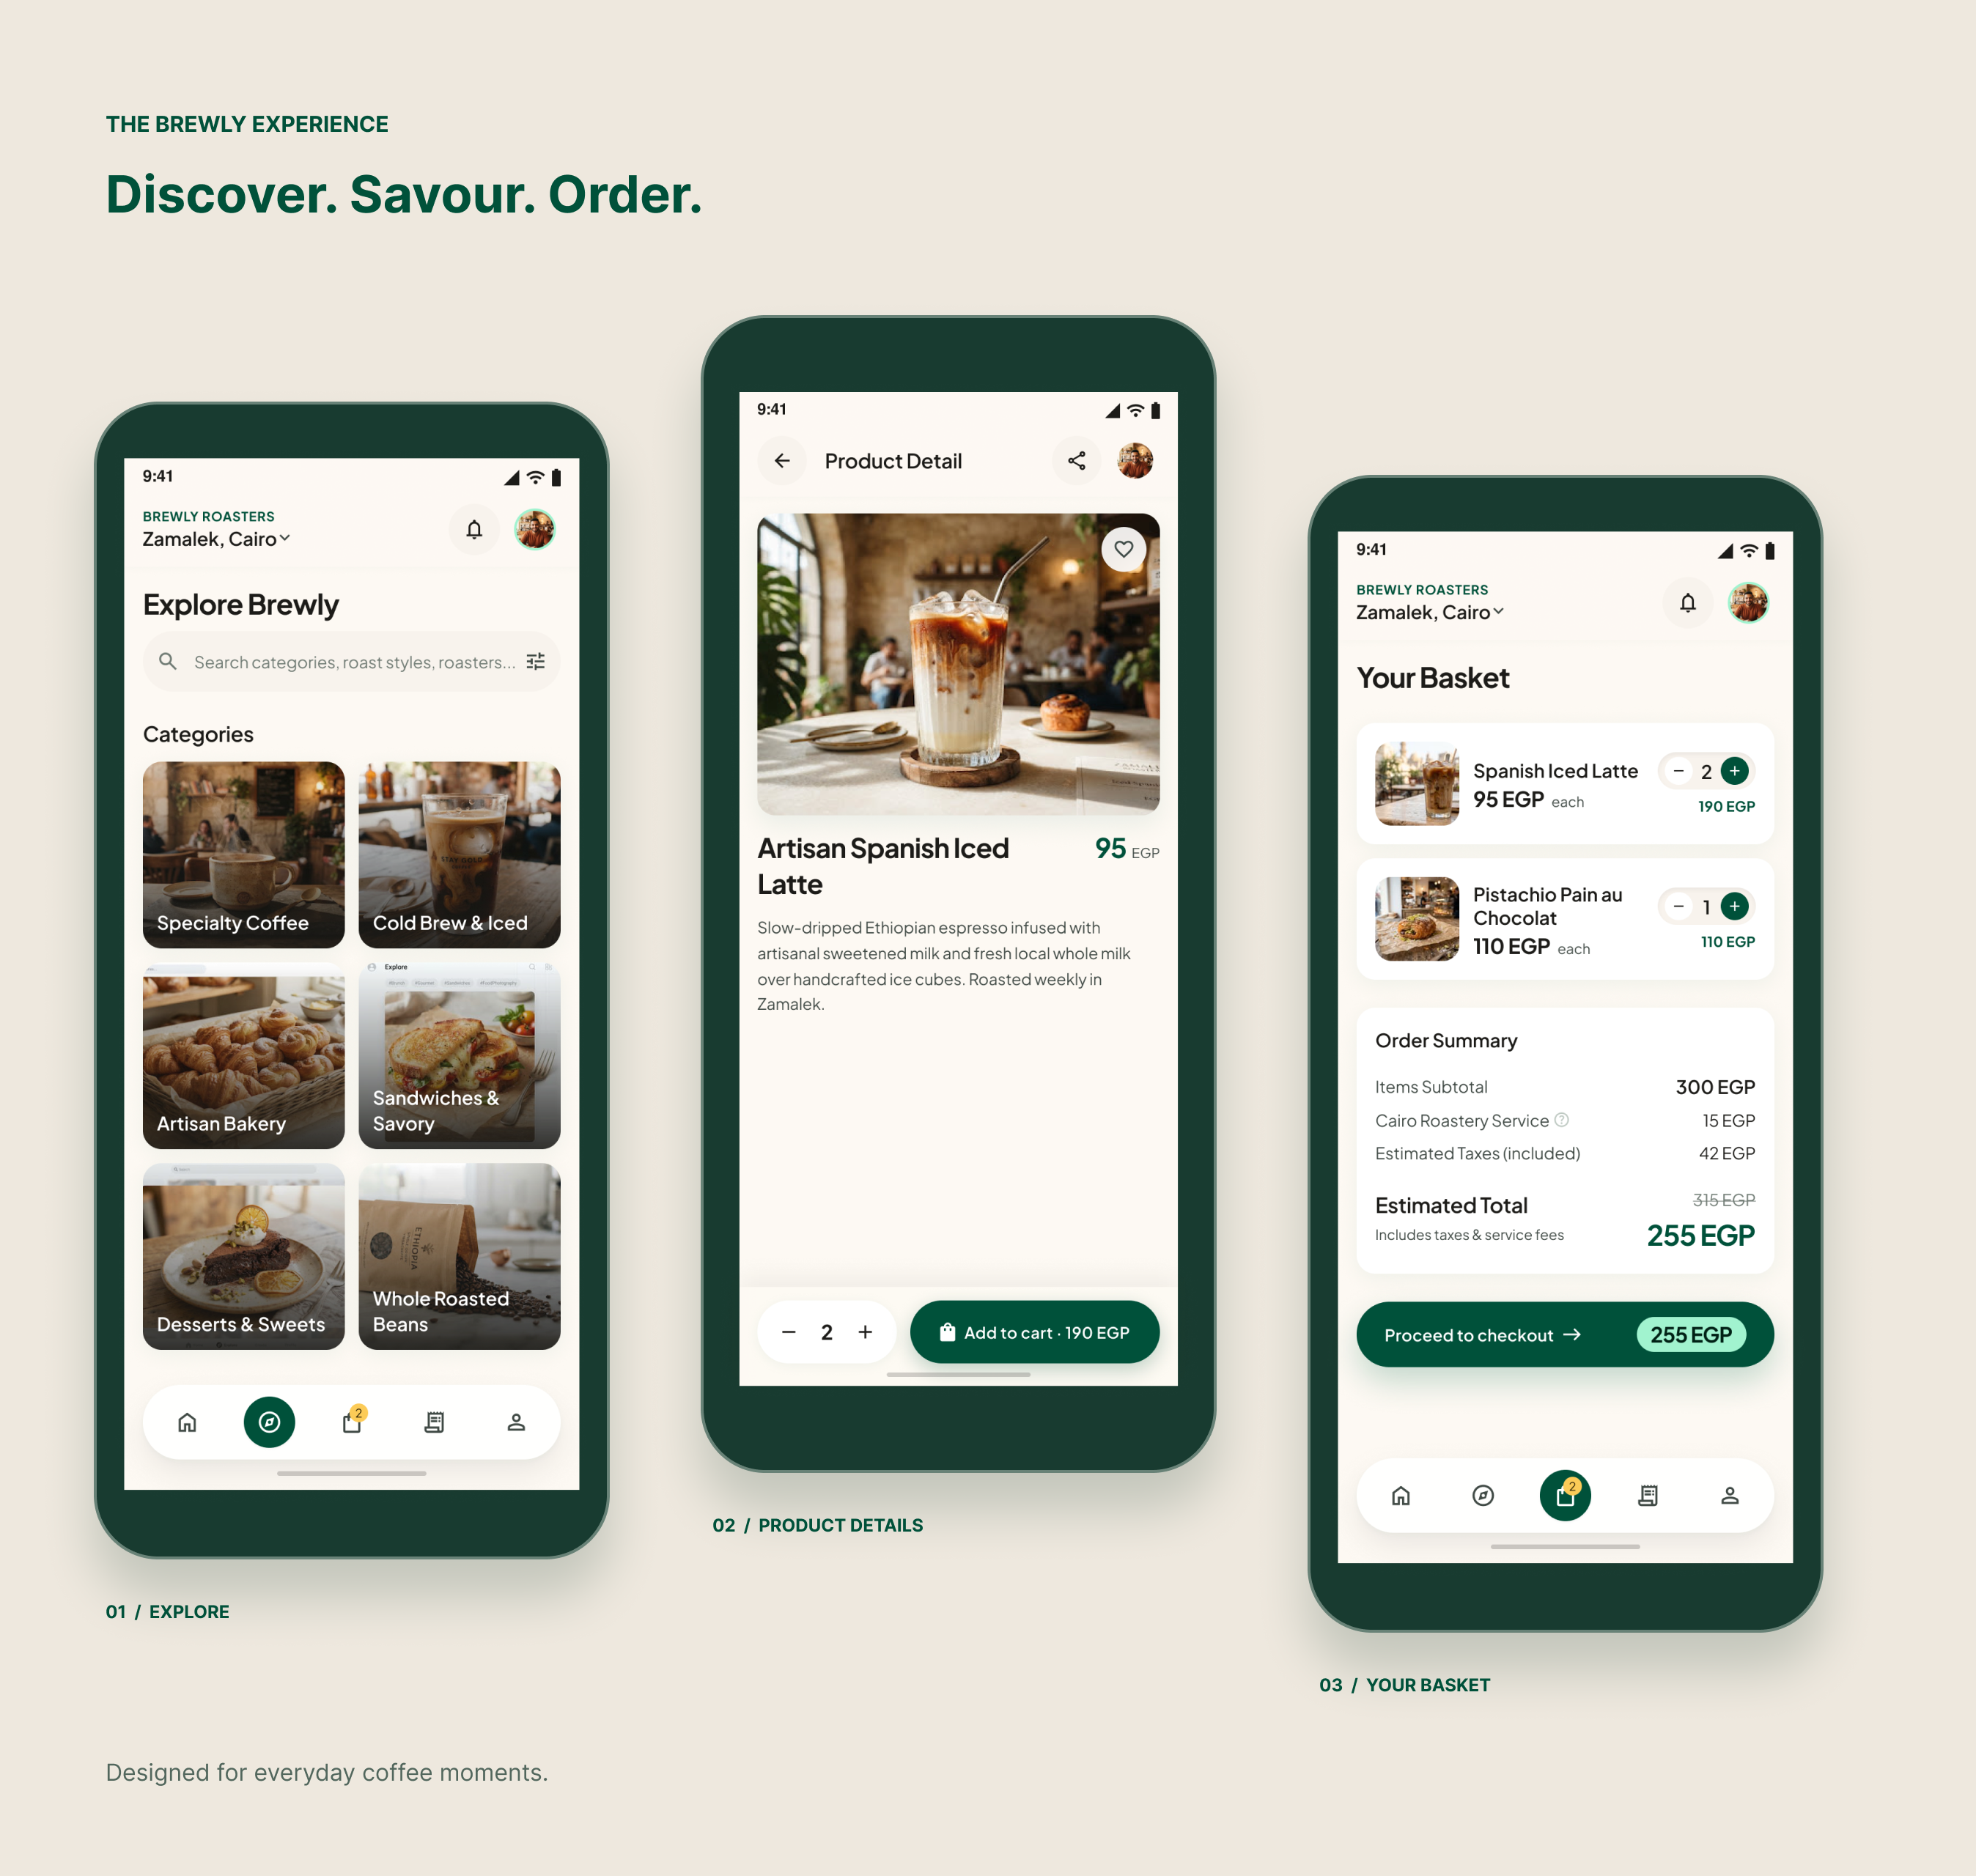 THE BREWLY EXPERIENCE
Discover. Savour. Order.
9:41
BREWLY ROASTERS
Zamalek, Cairo
Explore Brewly
Search categories, roast styles, roasters...
Categories
Specialty Coffee
Cold Brew & Iced
Artisan Bakery
Explore
Sandwiches &
Savory
Desserts & Sweets
ETHIOPIA
Whole Roasted
Beans
2
01 / EXPLORE
9:41
Product Detail
Artisan Spanish Iced
Latte
95 EGP
Slow-dripped Ethiopian espresso infused with
artisanal sweetened milk and fresh local whole milk
over handcrafted ice cubes. Roasted weekly in
Zamalek.
2
Add to cart · 190 EGP
02 / PRODUCT DETAILS
9:41
BREWLY ROASTERS
Zamalek, Cairo
Your Basket
Spanish Iced Latte
95 EGP each
− 2 +
190 EGP
Pistachio Pain au
Chocolat
110 EGP each
− 1 +
110 EGP
Order Summary
Items Subtotal 300 EGP
Cairo Roastery Service 15 EGP
Estimated Taxes (included) 42 EGP
315 EGP
Estimated Total
Includes taxes & service fees
255 EGP
Proceed to checkout → 255 EGP
2
03 / YOUR BASKET
Designed for everyday coffee moments.